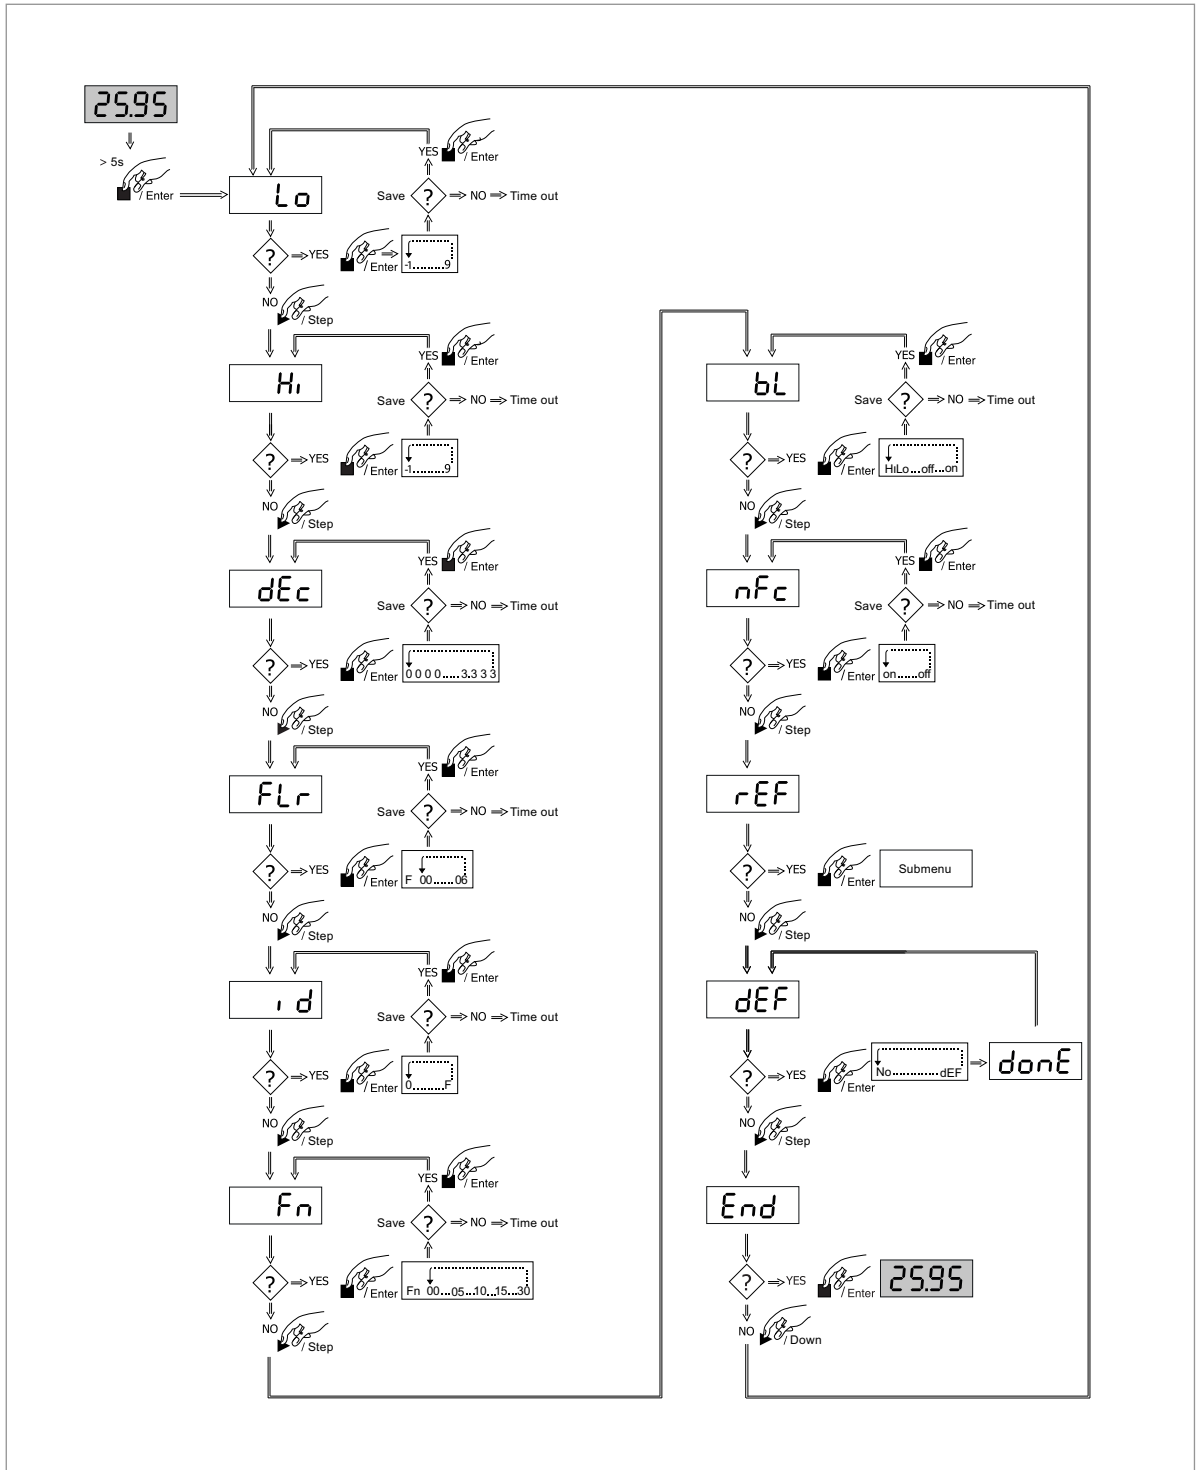 25.95
> 5s
/ Enter
Lo
? YES
/ Enter
-1........9
Save ? NO Time out
YES
/ Enter
NO
/ Step
Hi
? YES
/ Enter
-1........9
Save ? NO Time out
YES
/ Enter
NO
/ Step
dEc
? YES
/ Enter
0 0 0 0.....3.3 3 3
Save ? NO Time out
YES
/ Enter
NO
/ Step
FLr
? YES
/ Enter
F 00.....06
Save ? NO Time out
YES
/ Enter
NO
/ Step
id
? YES
/ Enter
0........F
Save ? NO Time out
YES
/ Enter
NO
/ Step
Fn
? YES
/ Enter
Fn 00...05...10...15...30
Save ? NO Time out
YES
/ Enter
NO
/ Step
bL
? YES
/ Enter
HiLo...off...on
Save ? NO Time out
YES
/ Enter
NO
/ Step
nFc
? YES
/ Enter
on.....off
Save ? NO Time out
YES
/ Enter
NO
/ Step
rEF
? YES
/ Enter
Submenu
NO
/ Step
dEF
? YES
/ Enter
No............dEF
donE
NO
/ Step
End
? YES
/ Enter
25.95
NO
/ Down